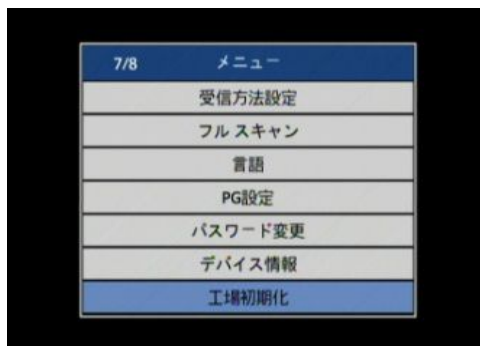 7/8 メニュー
受信方法設定
フル スキャン
言語
PG設定
パスワード変更
デバイス情報
工場初期化